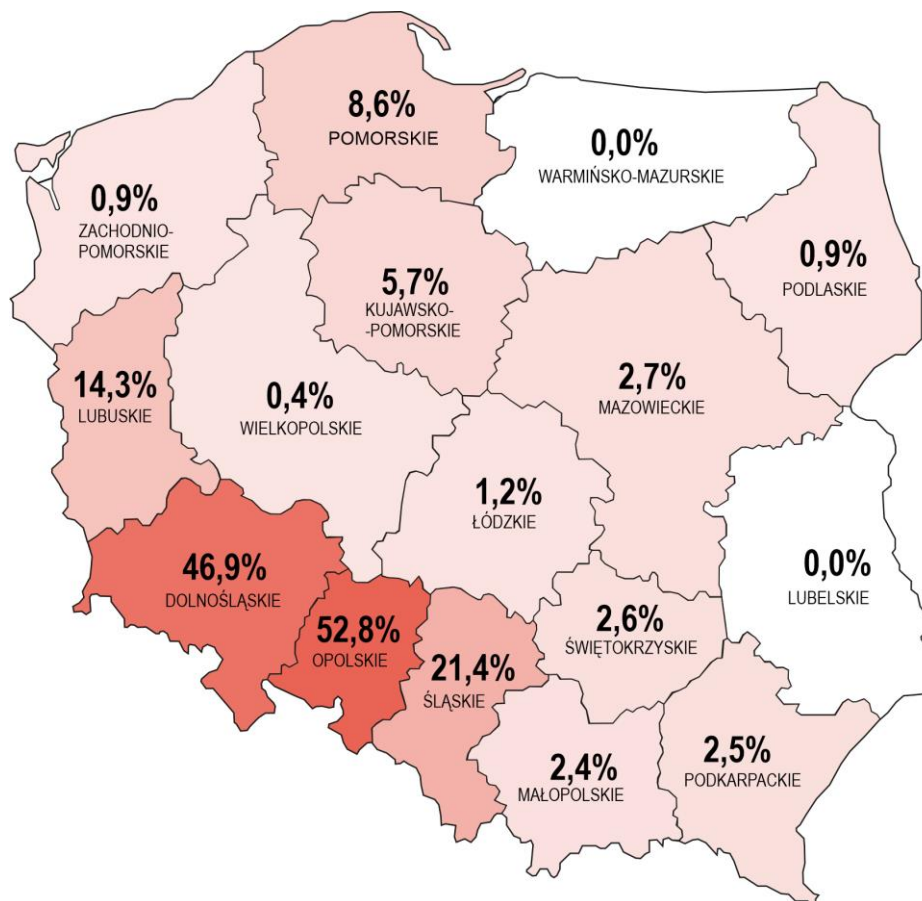 8,6%
POMORSKIE
0,0%
WARMIŃSKO-MAZURSKIE
0,9%
ZACHODNIO-
POMORSKIE
5,7%
KUJAWSKO-
-POMORSKIE
0,9%
PODLASKIE
14,3%
LUBUSKIE
0,4%
WIELKOPOLSKIE
2,7%
MAZOWIECKIE
1,2%
ŁÓDZKIE
46,9%
DOLNOŚLĄSKIE
0,0%
LUBELSKIE
52,8%
OPOLSKIE
21,4%
ŚLĄSKIE
2,6%
ŚWIĘTOKRZYSKIE
2,4%
MAŁOPOLSKIE
2,5%
PODKARPACKIE